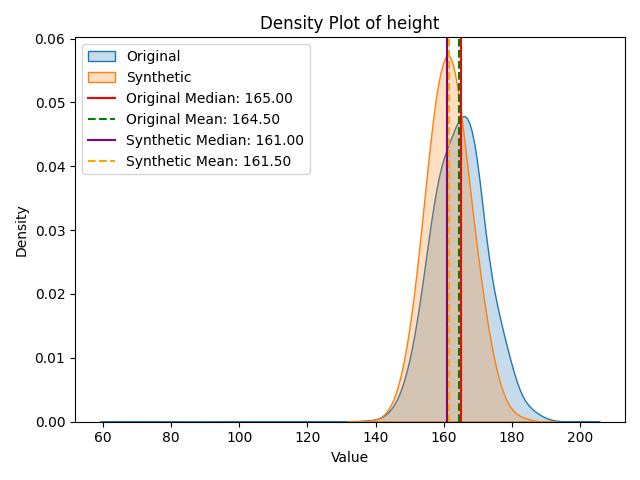 Density Plot of height
0.06
0.05
0.04
0.03
0.02
0.01
0.00
Density
Original
Synthetic
Original Median: 165.00
Original Mean: 164.50
Synthetic Median: 161.00
Synthetic Mean: 161.50
60 80 100 120 140 160 180 200
Value